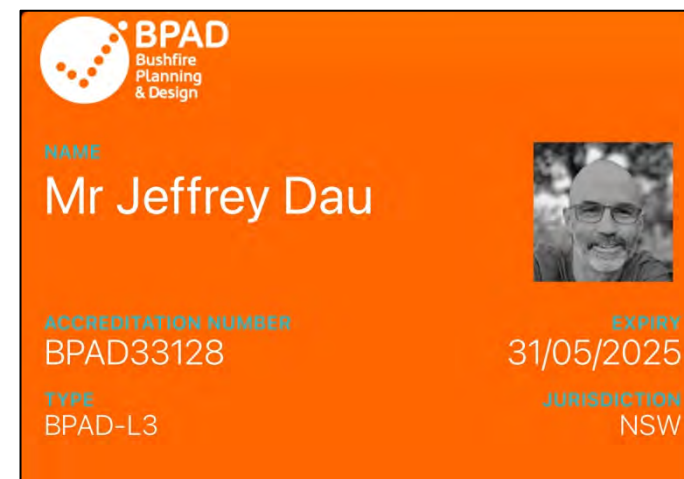 BPAD
Bushfire
Planning
& Design
NAME
Mr Jeffrey Dau
ACCREDITATION NUMBER
BPAD33128
EXPIRY
31/05/2025
TYPE
BPAD-L3
JURISDICTION
NSW